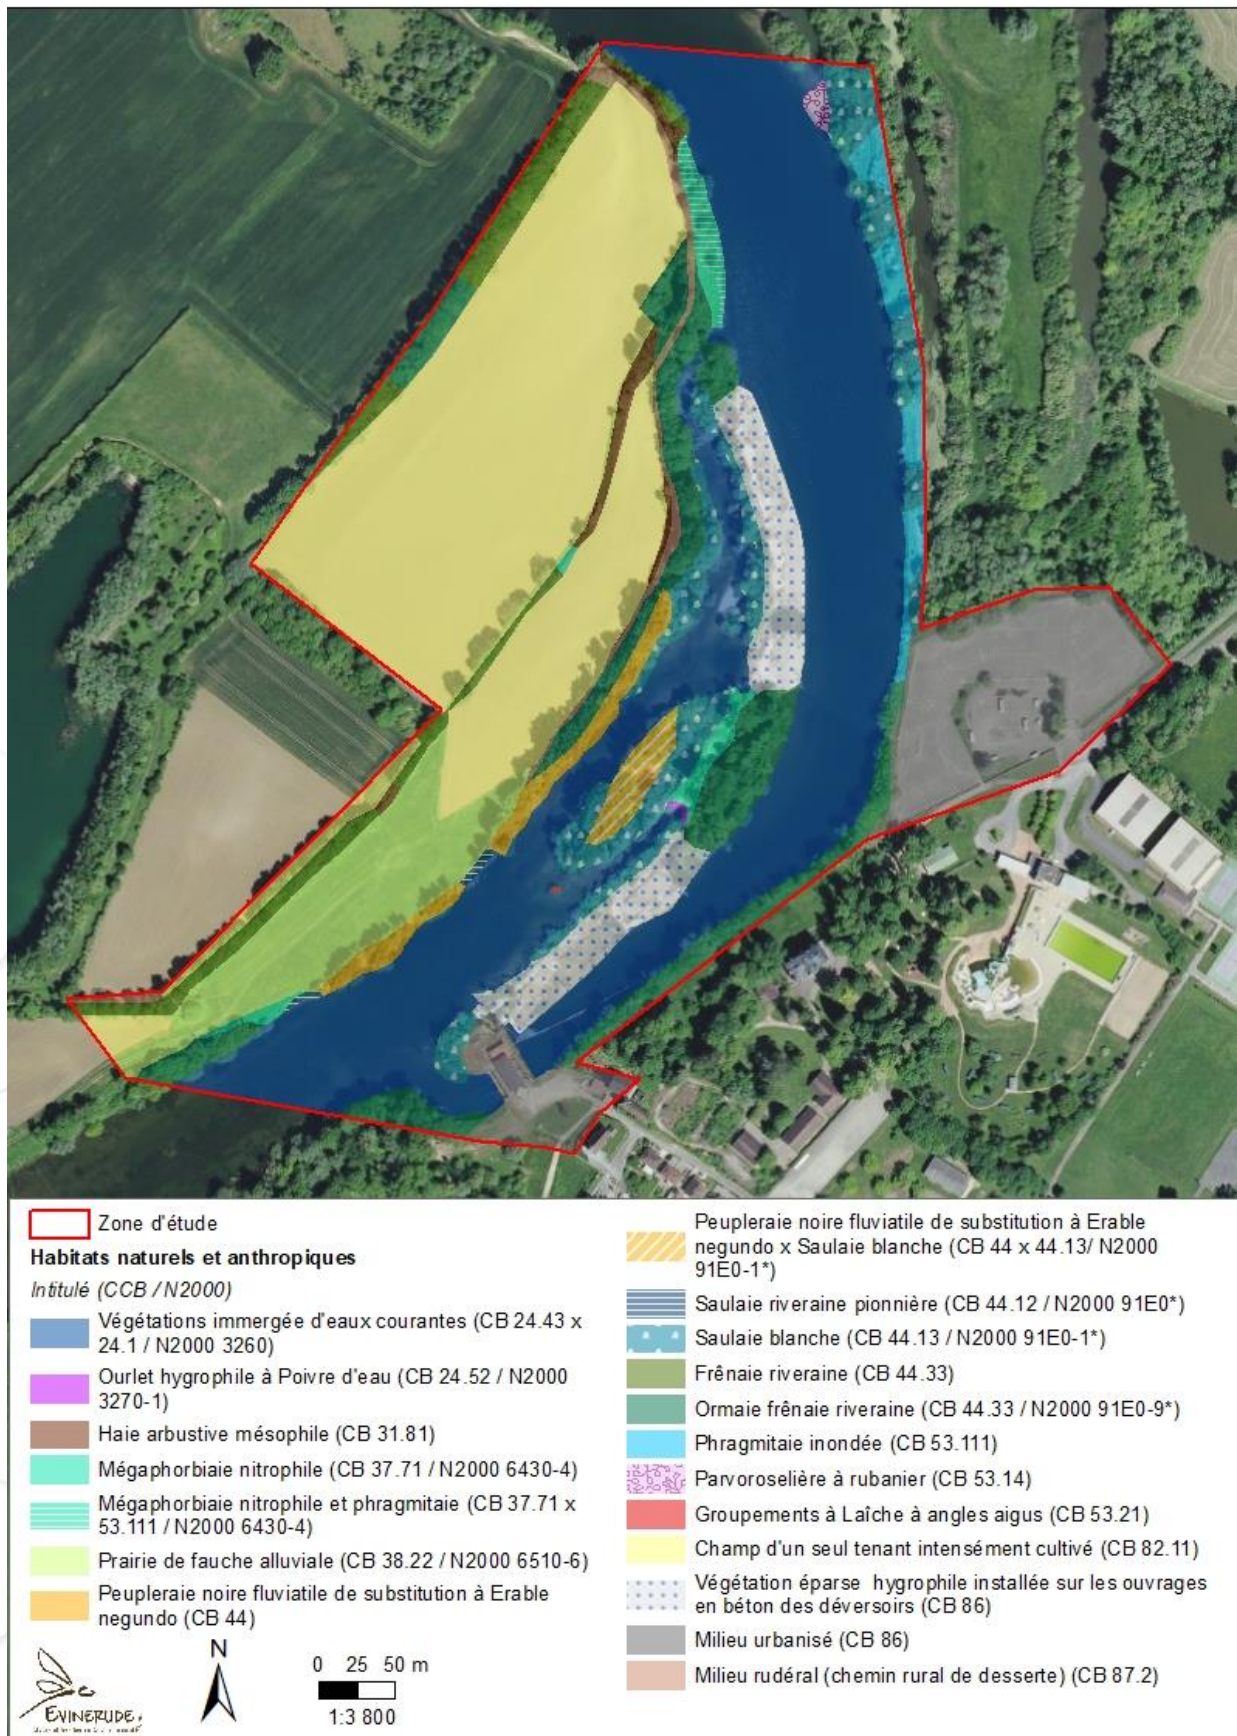 Zone d'étude
Habitats naturels et anthropiques
Intitulé (CCB / N2000)
Végétations immergée d'eaux courantes (CB 24.43 x
24.1 / N2000 3260)
Ourlet hygrophile à Poivre d'eau (CB 24.52 / N2000
3270-1)
Haie arbustive mésophile (CB 31.81)
Mégaphorbiaie nitrophile (CB 37.71 / N2000 6430-4)
Mégaphorbiaie nitrophile et phragmitaie (CB 37.71 x
53.111 / N2000 6430-4)
Prairie de fauche alluviale (CB 38.22 / N2000 6510-6)
Peupleraie noire fluviatile de substitution à Erable
negundo (CB 44)
Peupleraie noire fluviatile de substitution à Erable
negundo x Saulaie blanche (CB 44 x 44.13/ N2000
91E0-1*)
Saulaie riveraine pionnière (CB 44.12 / N2000 91E0*)
Saulaie blanche (CB 44.13 / N2000 91E0-1*)
Frênaie riveraine (CB 44.33)
Ormaie frênaie riveraine (CB 44.33 / N2000 91E0-9*)
Phragmitaie inondée (CB 53.111)
Parvoroselière à rubanier (CB 53.14)
Groupements à Laîche à angles aigus (CB 53.21)
Champ d'un seul tenant intensément cultivé (CB 82.11)
Végétation éparse hygrophile installée sur les ouvrages
en béton des déversoirs (CB 86)
Milieu urbanisé (CB 86)
Milieu rudéral (chemin rural de desserte) (CB 87.2)
EVINERUDE
N
0 25 50 m
1:3 800